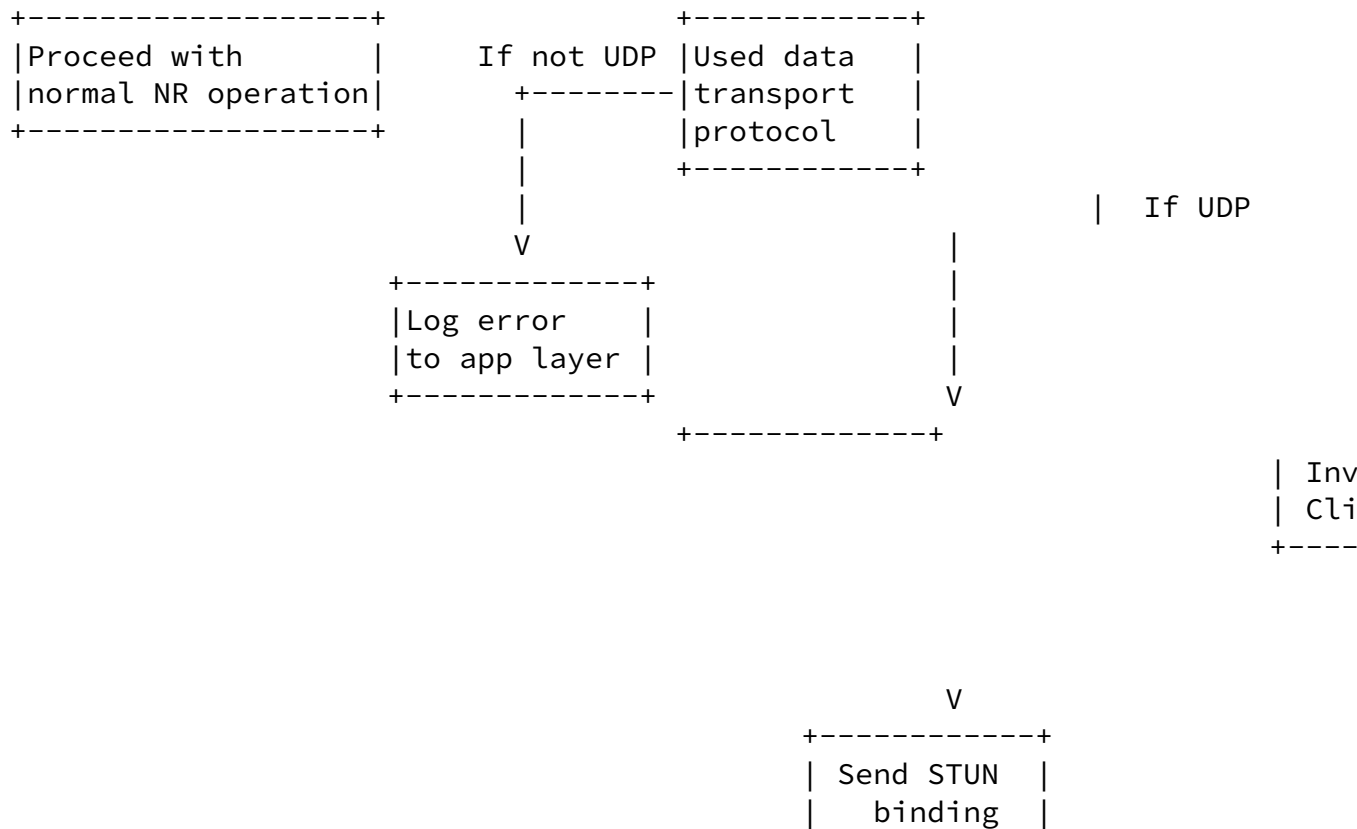 +-------------------+                +------------+
|Proceed with       |     If not UDP |Used data   |
|normal NR operation|       +--------|transport   |
+-------------------+       |        |protocol    |
                            |        +------------+
                            |                               |  If UDP
                            V                       |
                     +-------------+                |
                     |Log error    |                |
                     |to app layer |                |
                     +-------------+                V
                                     +-------------+
| Inv
| Cli
+----
V
+------------+
| Send STUN  |
|   binding  |